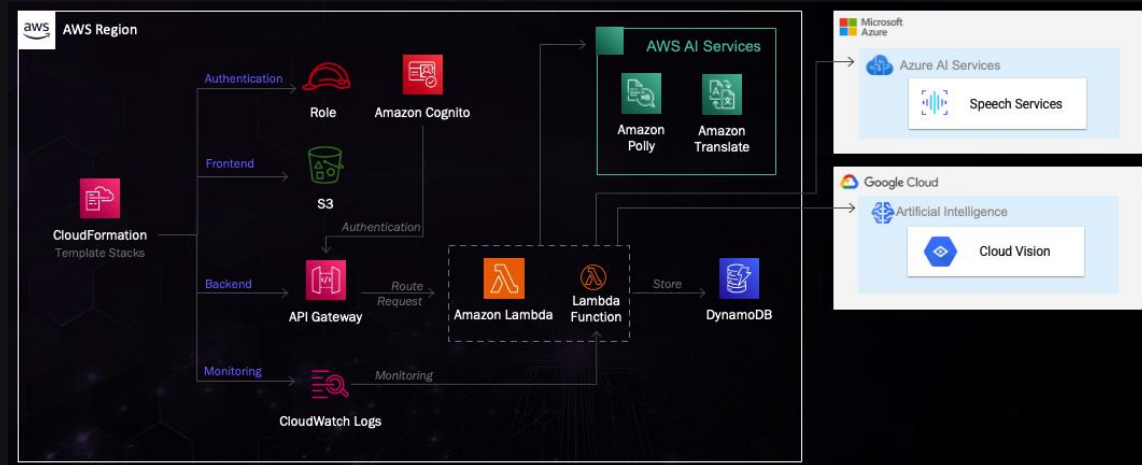 aws
AWS Region
Authentication
Role
Amazon Cognito
AWS AI Services
Amazon
Polly
Amazon
Translate
Microsoft
Azure
Azure AI Services
Speech Services
Frontend
S3
Google Cloud
Artificial Intelligence
Cloud Vision
CloudFormation
Template Stacks
Authentication
Backend
API Gateway
Route
Request
Amazon Lambda
Lambda
Function
Store
DynamoDB
Monitoring
CloudWatch Logs
Monitoring